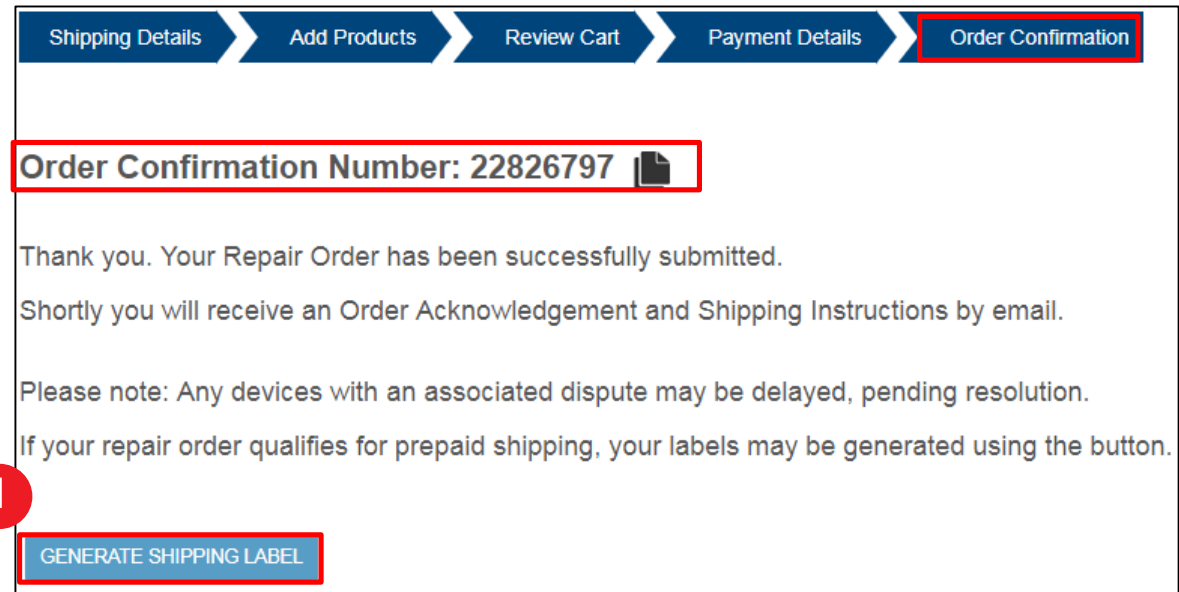 Shipping Details Add Products Review Cart Payment Details Order Confirmation
Order Confirmation Number: 22826797
Thank you. Your Repair Order has been successfully submitted.
Shortly you will receive an Order Acknowledgement and Shipping Instructions by email.
Please note: Any devices with an associated dispute may be delayed, pending resolution.
If your repair order qualifies for prepaid shipping, your labels may be generated using the button.
GENERATE SHIPPING LABEL